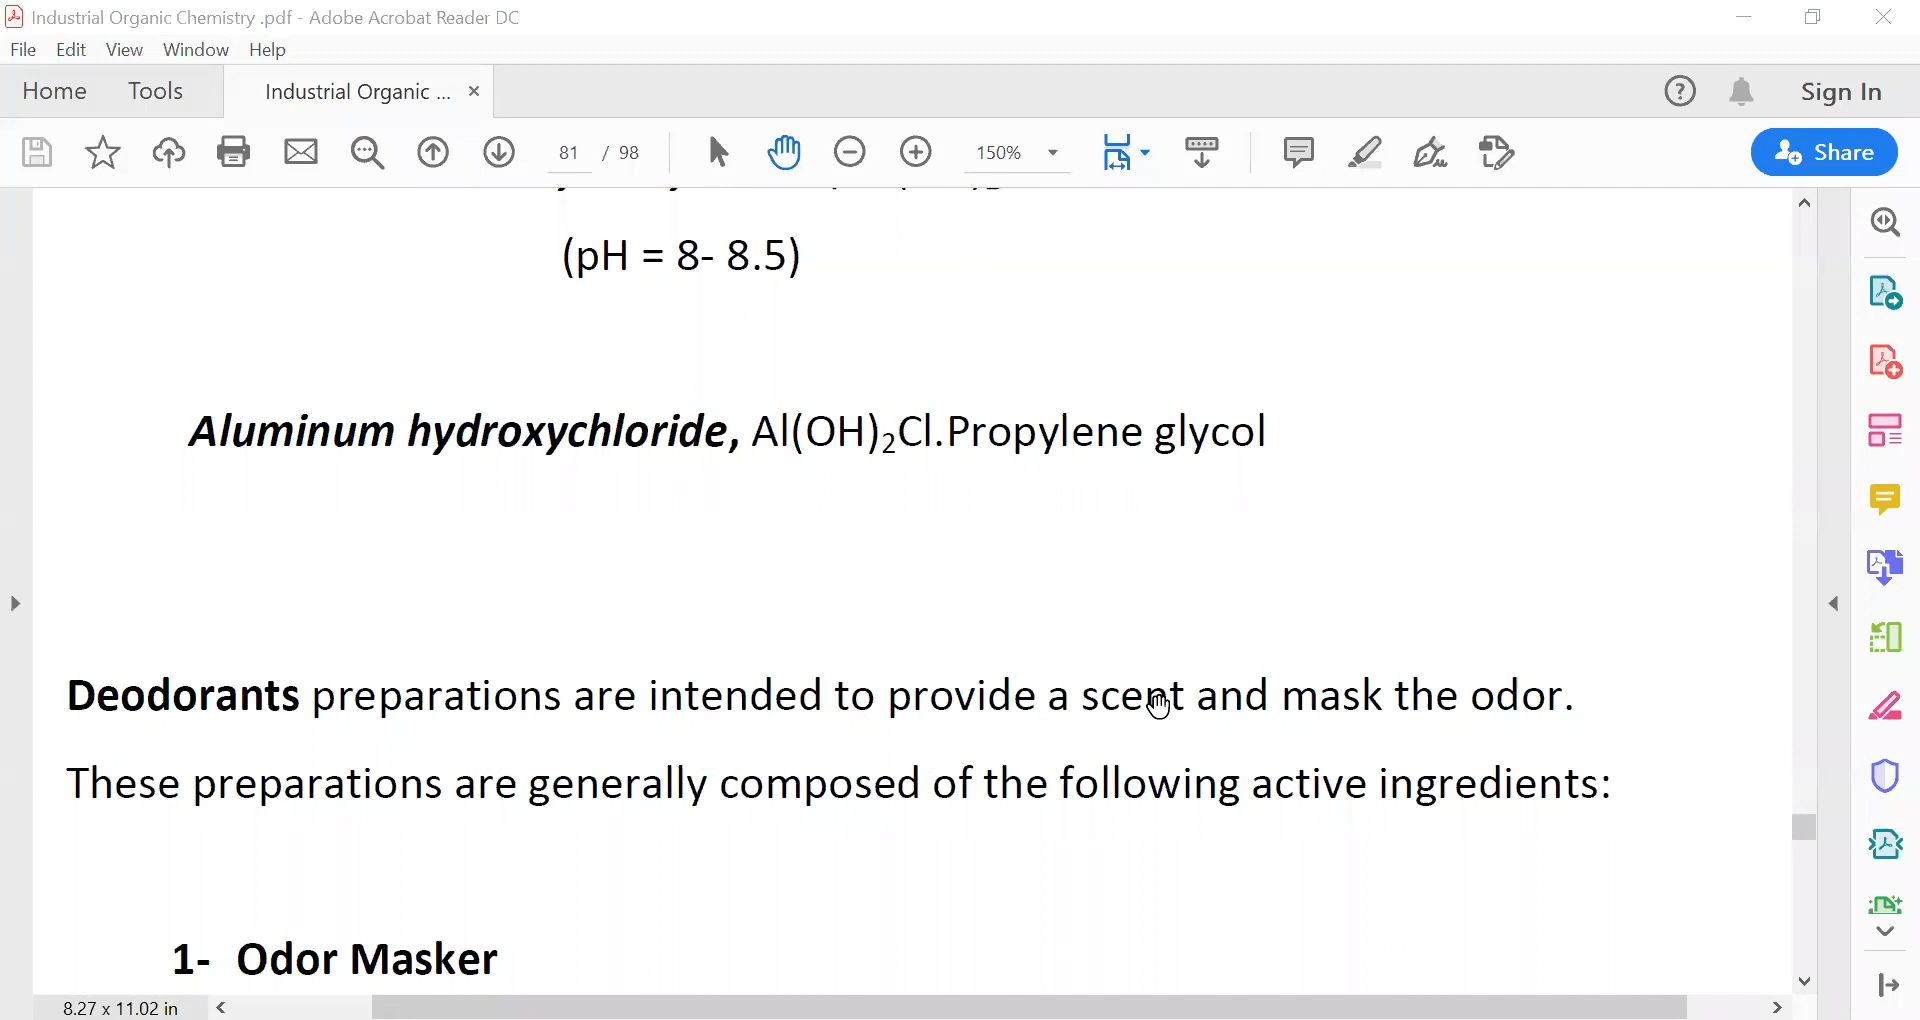 Industrial Organic Chemistry .pdf - Adobe Acrobat Reader DC
File Edit View Window Help
Home Tools Industrial Organic ... × Sign In
81 / 98 150% Share
(pH = 8- 8.5)
Aluminum hydroxychloride, Al(OH)₂Cl.Propylene glycol
Deodorants preparations are intended to provide a scent and mask the odor.
These preparations are generally composed of the following active ingredients:
1- Odor Masker
8.27 x 11.02 in